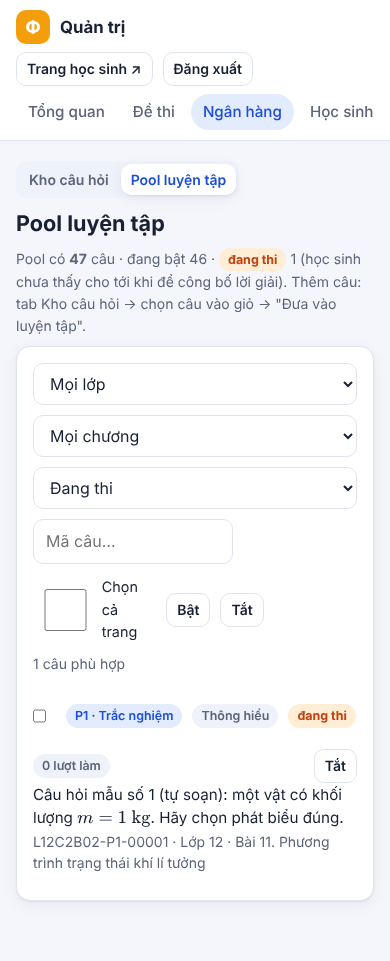 Φ Quản trị
Trang học sinh ↗ Đăng xuất
Tổng quan Đề thi Ngân hàng Học sinh
Kho câu hỏi Pool luyện tập
Pool luyện tập
Pool có 47 câu · đang bật 46 · đang thi 1 (học sinh
chưa thấy cho tới khi đề công bố lời giải). Thêm câu:
tab Kho câu hỏi → chọn câu vào giỏ → "Đưa vào
luyện tập".
Mọi lớp
Mọi chương
Đang thi
Mã câu...
Chọn
cả
trang
Bật Tắt
1 câu phù hợp
P1 · Trắc nghiệm Thông hiểu đang thi
0 lượt làm Tắt
Câu hỏi mẫu số 1 (tự soạn): một vật có khối
lượng m = 1 kg. Hãy chọn phát biểu đúng.
L12C2B02-P1-00001 · Lớp 12 · Bài 11. Phương
trình trạng thái khí lí tưởng